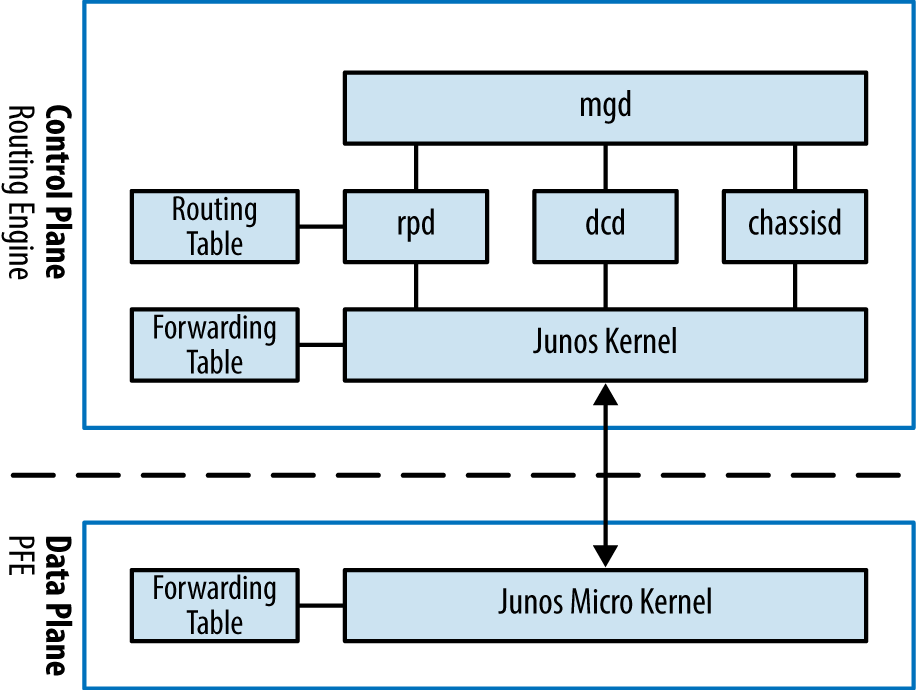 Control Plane
Routing Engine
mgd
Routing
Table
rpd
dcd
chassisd
Forwarding
Table
Junos Kernel
Data Plane
PFE
Forwarding
Table
Junos Micro Kernel